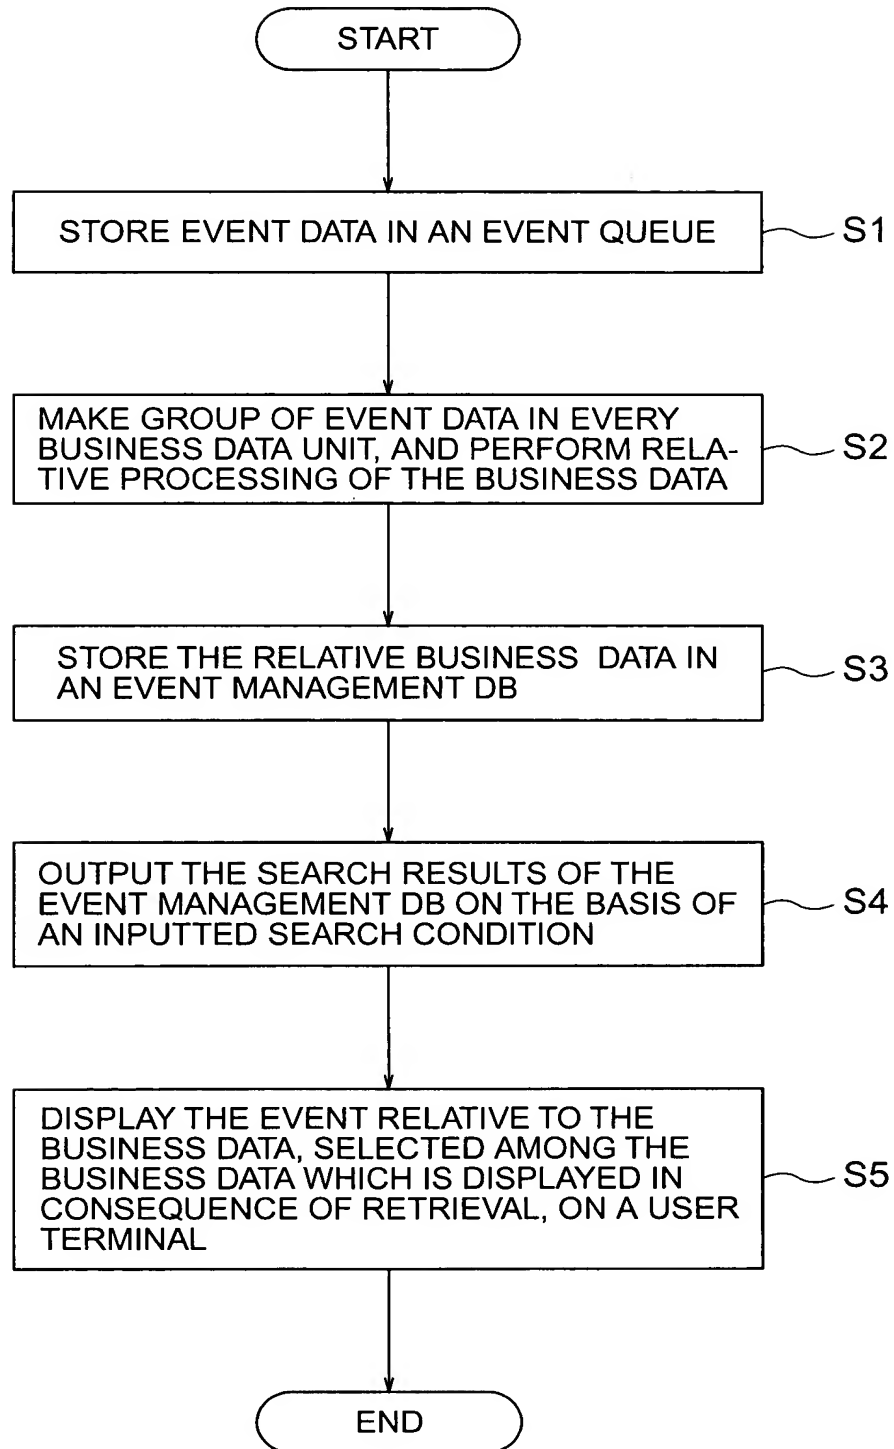 START
STORE EVENT DATA IN AN EVENT QUEUE
S1
MAKE GROUP OF EVENT DATA IN EVERY
BUSINESS DATA UNIT, AND PERFORM RELA-
TIVE PROCESSING OF THE BUSINESS DATA
S2
STORE THE RELATIVE BUSINESS DATA IN
AN EVENT MANAGEMENT DB
S3
OUTPUT THE SEARCH RESULTS OF THE
EVENT MANAGEMENT DB ON THE BASIS OF
AN INPUTTED SEARCH CONDITION
S4
DISPLAY THE EVENT RELATIVE TO THE
BUSINESS DATA, SELECTED AMONG THE
BUSINESS DATA WHICH IS DISPLAYED IN
CONSEQUENCE OF RETRIEVAL, ON A USER
TERMINAL
S5
END